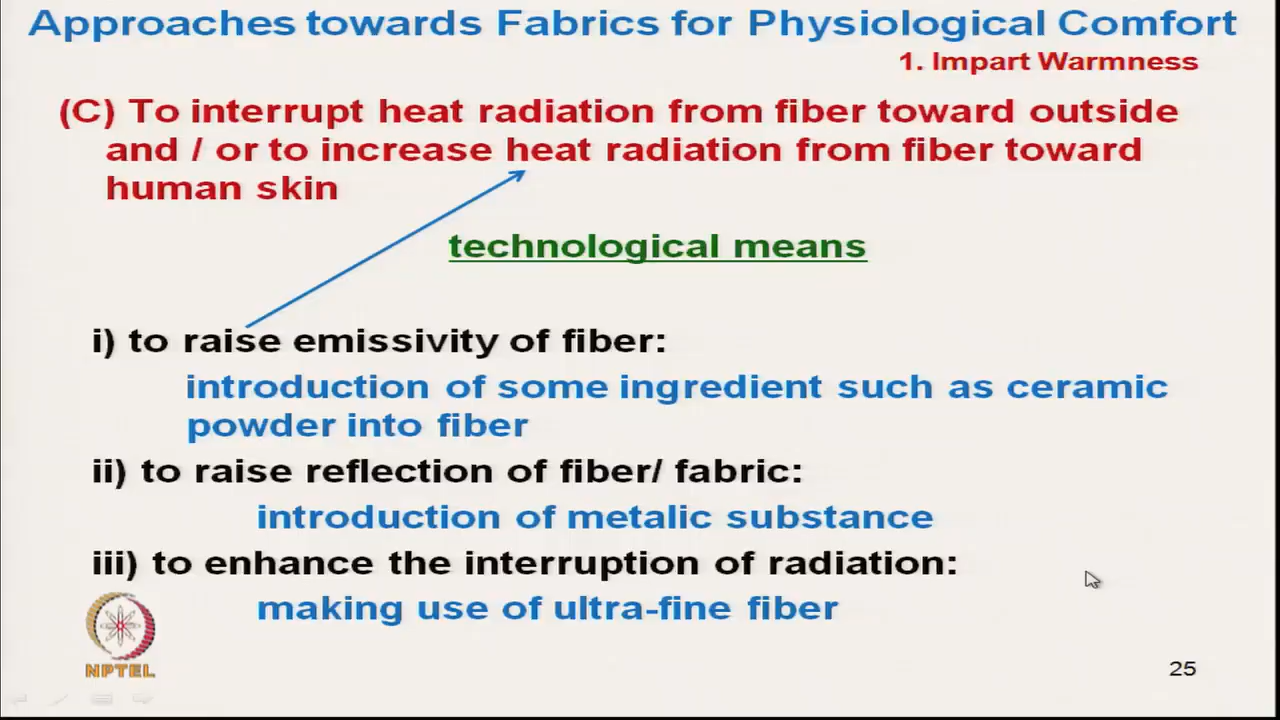 Approaches towards Fabrics for Physiological Comfort
1. Impart Warmness
(C) To interrupt heat radiation from fiber toward outside
and / or to increase heat radiation from fiber toward
human skin
technological means
i) to raise emissivity of fiber:
introduction of some ingredient such as ceramic
powder into fiber
ii) to raise reflection of fiber/ fabric:
introduction of metalic substance
iii) to enhance the interruption of radiation:
making use of ultra-fine fiber
NPTEL
25